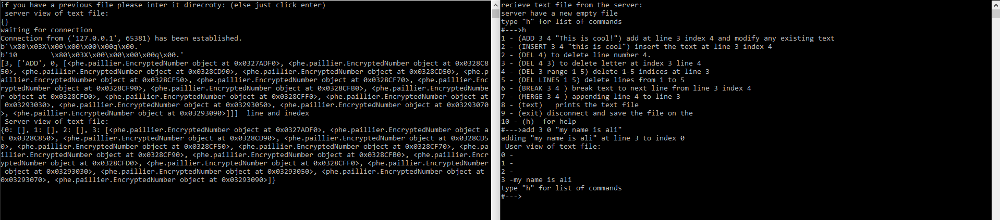 if you have a previous file please inter it direcroty: (else just click enter)
 server view of text file:
{}
waiting for connection
Connection from ('127.0.0.1', 65381) has been established.
b'\x80\x03X\x00\x00\x00\x00q\x00.'
b'10        \x80\x03X\x00\x00\x00\x00q\x00.'
[3, ['ADD', 0, [<phe.paillier.EncryptedNumber object at 0x0327ADF0>, <phe.paillier.EncryptedNumber object at 0x0328C8
50>, <phe.paillier.EncryptedNumber object at 0x0328CD90>, <phe.paillier.EncryptedNumber object at 0x0328CD50>, <phe.p
aillier.EncryptedNumber object at 0x0328CF50>, <phe.paillier.EncryptedNumber object at 0x0328CF70>, <phe.paillier.Enc
ryptedNumber object at 0x0328CF90>, <phe.paillier.EncryptedNumber object at 0x0328CFB0>, <phe.paillier.EncryptedNumbe
r object at 0x0328CFD0>, <phe.paillier.EncryptedNumber object at 0x0328CFF0>, <phe.paillier.EncryptedNumber object at
 0x03293030>, <phe.paillier.EncryptedNumber object at 0x03293050>, <phe.paillier.EncryptedNumber object at 0x03293070
>, <phe.paillier.EncryptedNumber object at 0x03293090>]]]  line and inedex
 Server view of text file:
{0: [], 1: [], 2: [], 3: [<phe.paillier.EncryptedNumber object at 0x0327ADF0>, <phe.paillier.EncryptedNumber object a
t 0x0328C850>, <phe.paillier.EncryptedNumber object at 0x0328CD90>, <phe.paillier.EncryptedNumber object at 0x0328CD5
0>, <phe.paillier.EncryptedNumber object at 0x0328CF50>, <phe.paillier.EncryptedNumber object at 0x0328CF70>, <phe.pa
illier.EncryptedNumber object at 0x0328CF90>, <phe.paillier.EncryptedNumber object at 0x0328CFB0>, <phe.paillier.Encr
yptedNumber object at 0x0328CFD0>, <phe.paillier.EncryptedNumber object at 0x0328CFF0>, <phe.paillier.EncryptedNumber
 object at 0x03293030>, <phe.paillier.EncryptedNumber object at 0x03293050>, <phe.paillier.EncryptedNumber object at
0x03293070>, <phe.paillier.EncryptedNumber object at 0x03293090>]}
recieve text file from the server:
server have a new empty file
type "h" for list of commands
#--->h
1 - (ADD 3 4 "This is cool!") add at line 3 index 4 and modify any existing text
2 - (INSERT 3 4 "this is cool") insert the text at line 3 index 4
2 - (DEL 4) to delete line number 4.
3 - (DEL 4 3) to delete letter at index 3 line 4
4 - (DEL 3 range 1 5) delete 1-5 indices at line 3
5 - (DEL LINES 1 5) delete lines from 1 to 5
6 - (BREAK 3 4 ) break text to next line from line 3 index 4
7 - (MERGE 3 4 ) appending line 4 to line 3
8 - (text)   prints the text file
9 - (exit) disconnect and save the file on the
10 - (h)  for help
#--->add 3 0 "my name is ali"
adding "my name is ali" at line 3 to index 0
 User view of text file:
0 -
1 -
2 -
3 -my name is ali
type "h" for list of commands
#--->